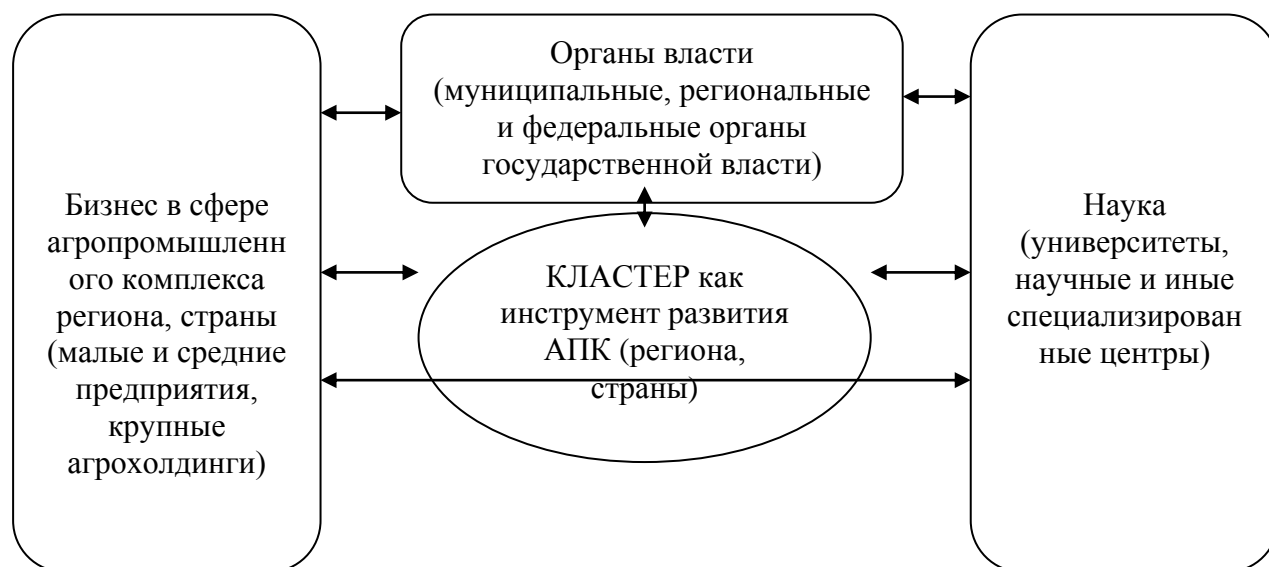 Органы власти
(муниципальные, региональные
и федеральные органы
государственной власти)
Бизнес в сфере
агропромышленн
ого комплекса
региона, страны
(малые и средние
предприятия,
крупные
агрохолдинги)
КЛАСТЕР как
инструмент развития
АПК (региона,
страны)
Наука
(университеты,
научные и иные
специализирован
ные центры)